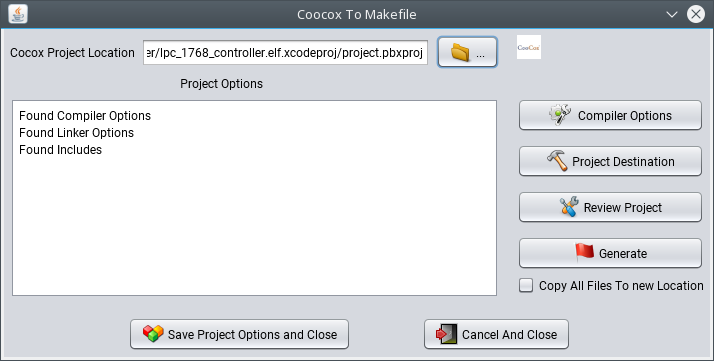 Coocox To Makefile
Cocox Project Location
er/lpc_1768_controller.elf.xcodeproj/project.pbxproj
...
CooCox
Project Options
Found Compiler Options
Found Linker Options
Found Includes
Compiler Options
Project Destination
Review Project
Generate
Copy All Files To new Location
Save Project Options and Close
Cancel And Close